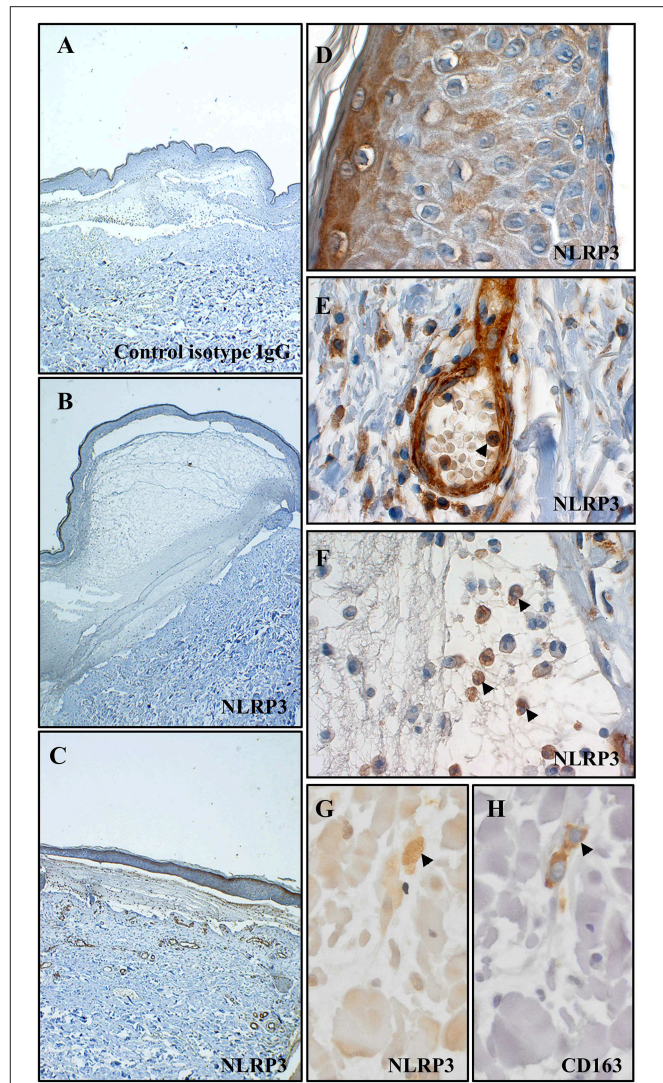 A
Control isotype IgG
B
NLRP3
C
NLRP3
D
NLRP3
E
NLRP3
F
NLRP3
G
NLRP3
H
CD163